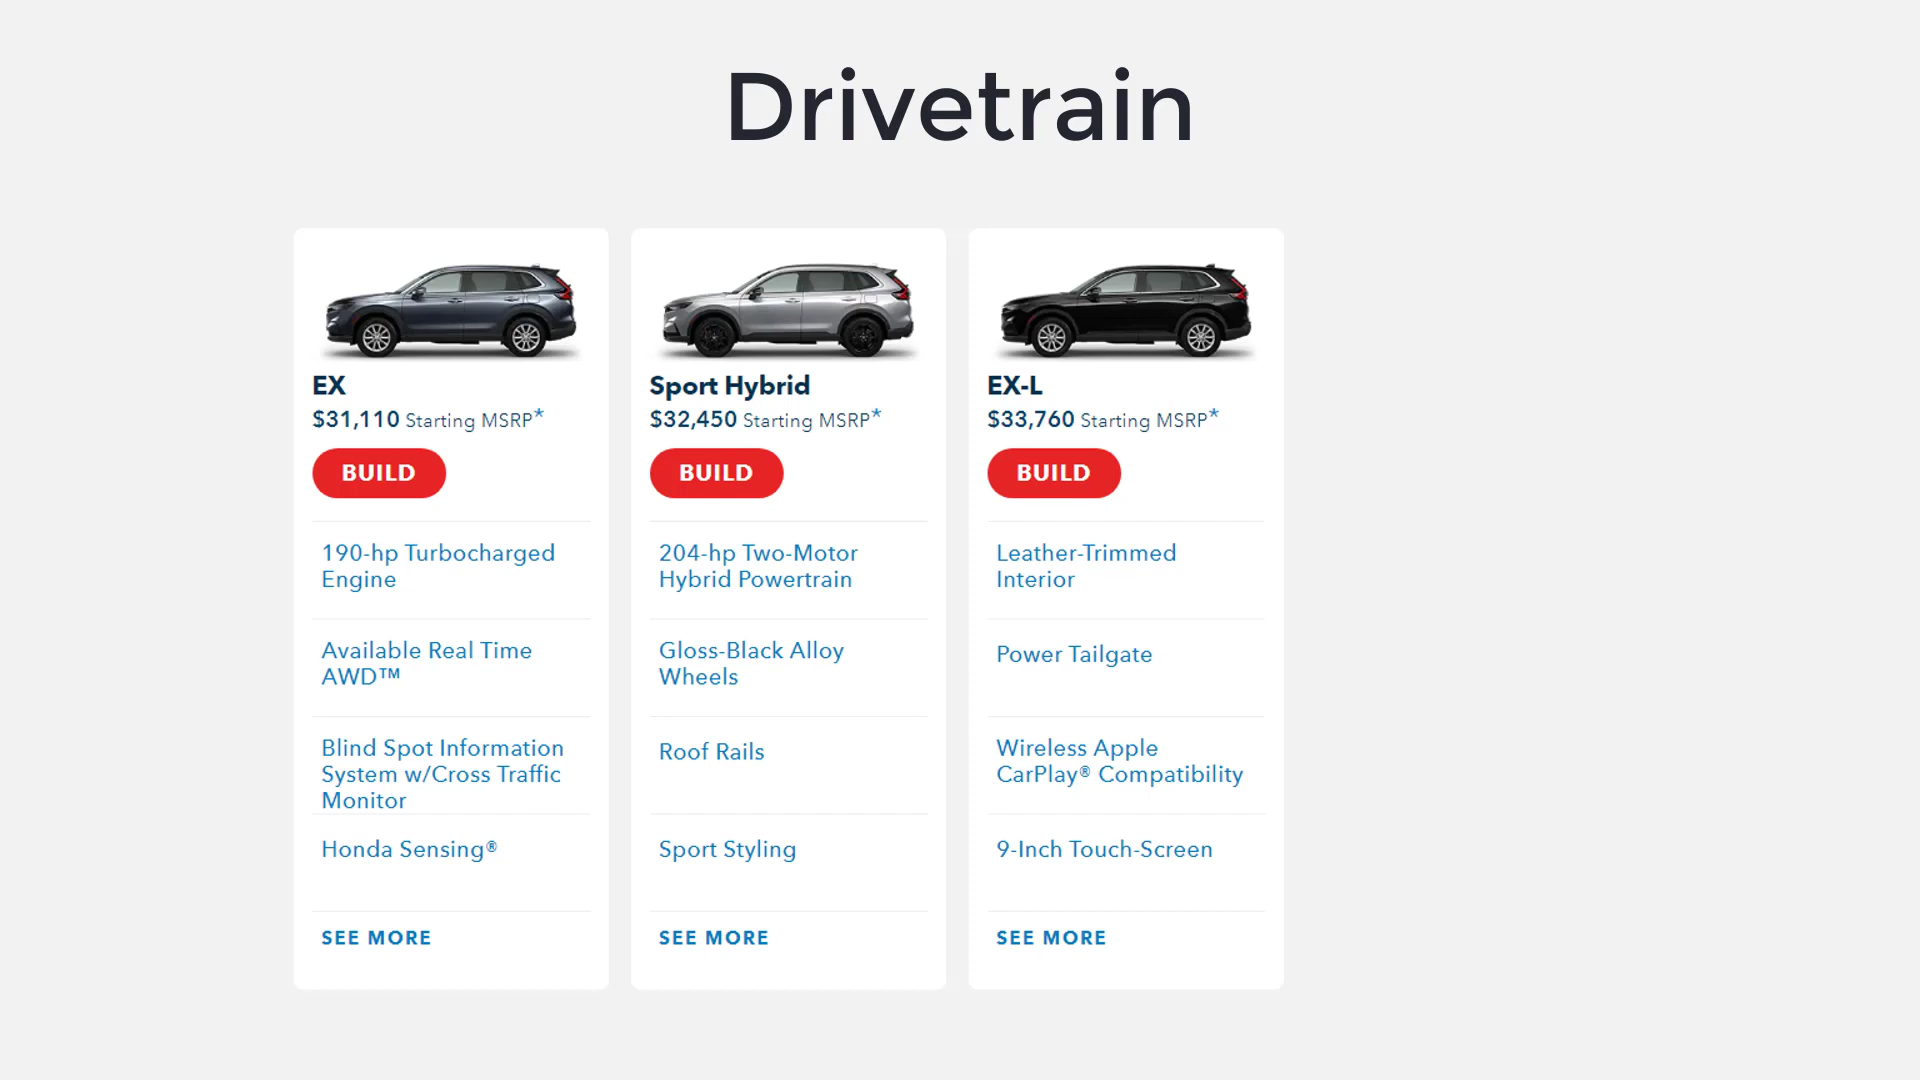 Drivetrain
EX
$31,110 Starting MSRP*
BUILD
190-hp Turbocharged
Engine
Available Real Time
AWD™
Blind Spot Information
System w/Cross Traffic
Monitor
Honda Sensing®
SEE MORE
Sport Hybrid
$32,450 Starting MSRP*
BUILD
204-hp Two-Motor
Hybrid Powertrain
Gloss-Black Alloy
Wheels
Roof Rails
Sport Styling
SEE MORE
EX-L
$33,760 Starting MSRP*
BUILD
Leather-Trimmed
Interior
Power Tailgate
Wireless Apple
CarPlay® Compatibility
9-Inch Touch-Screen
SEE MORE